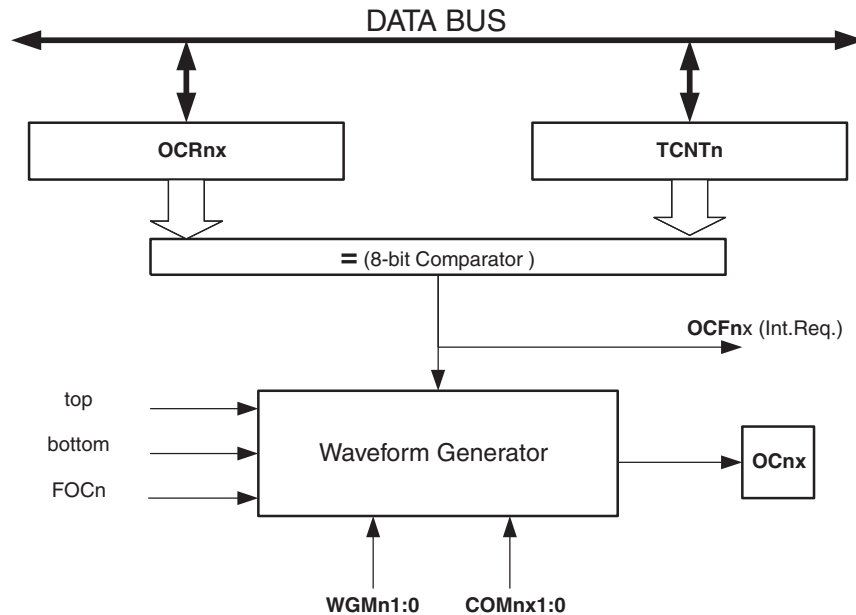 DATA BUS
OCRnx
TCNTn
= (8-bit Comparator )
OCFnx (Int.Req.)
top
bottom
FOCn
Waveform Generator
OCnx
WGMn1:0
COMnx1:0